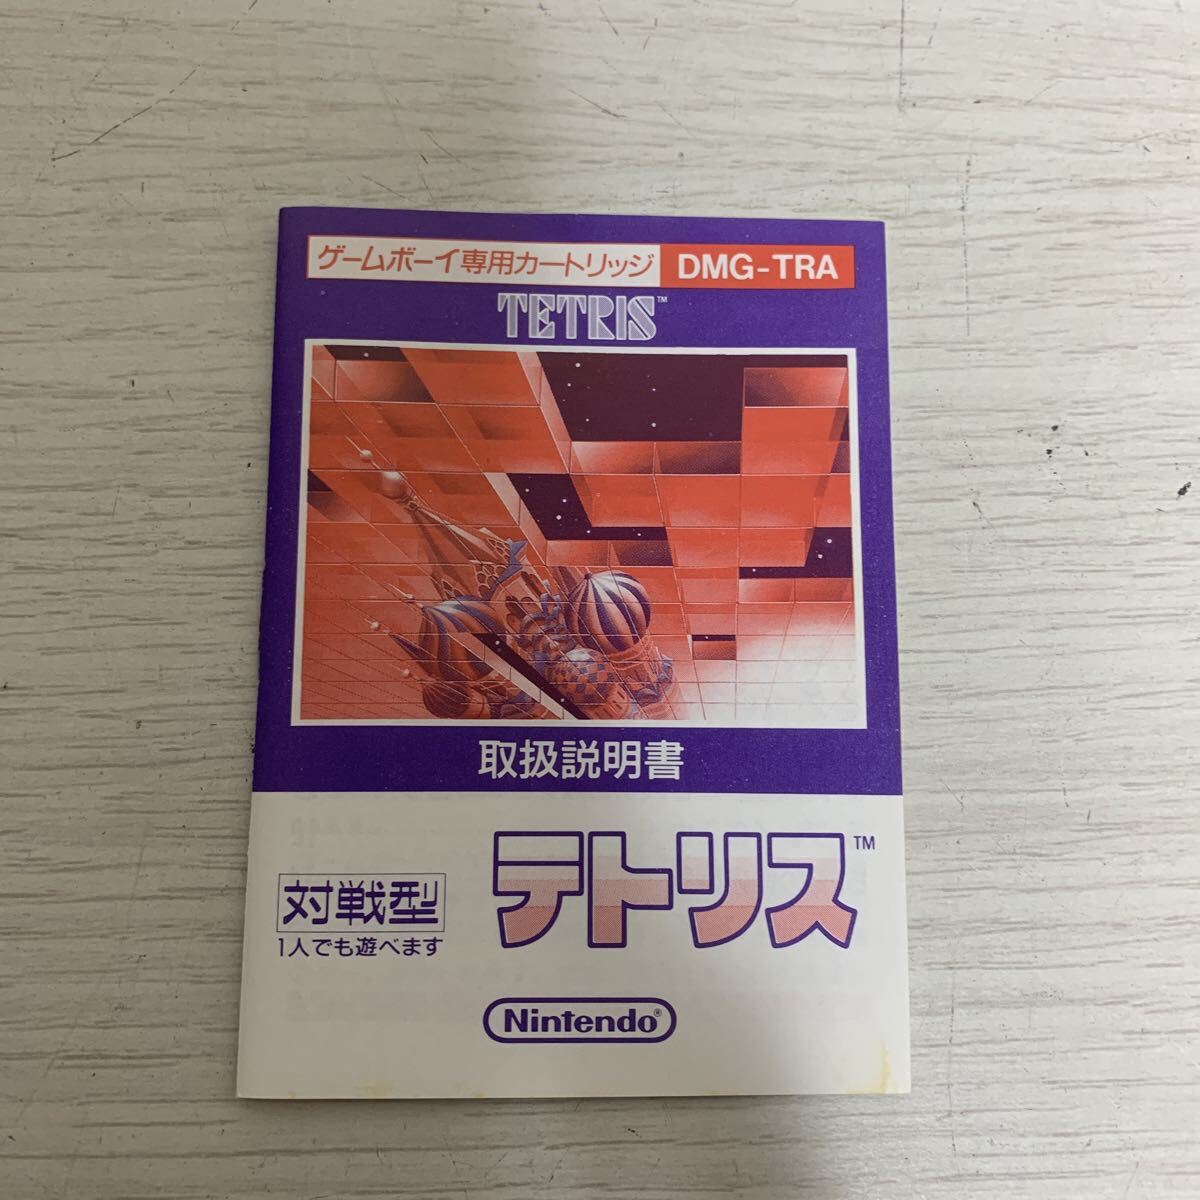 ゲームボーイ専用カートリッジ DMG-TRA
TETRIS™
取扱説明書
テトリス™
対戦型
1人でも遊べます
Nintendo®